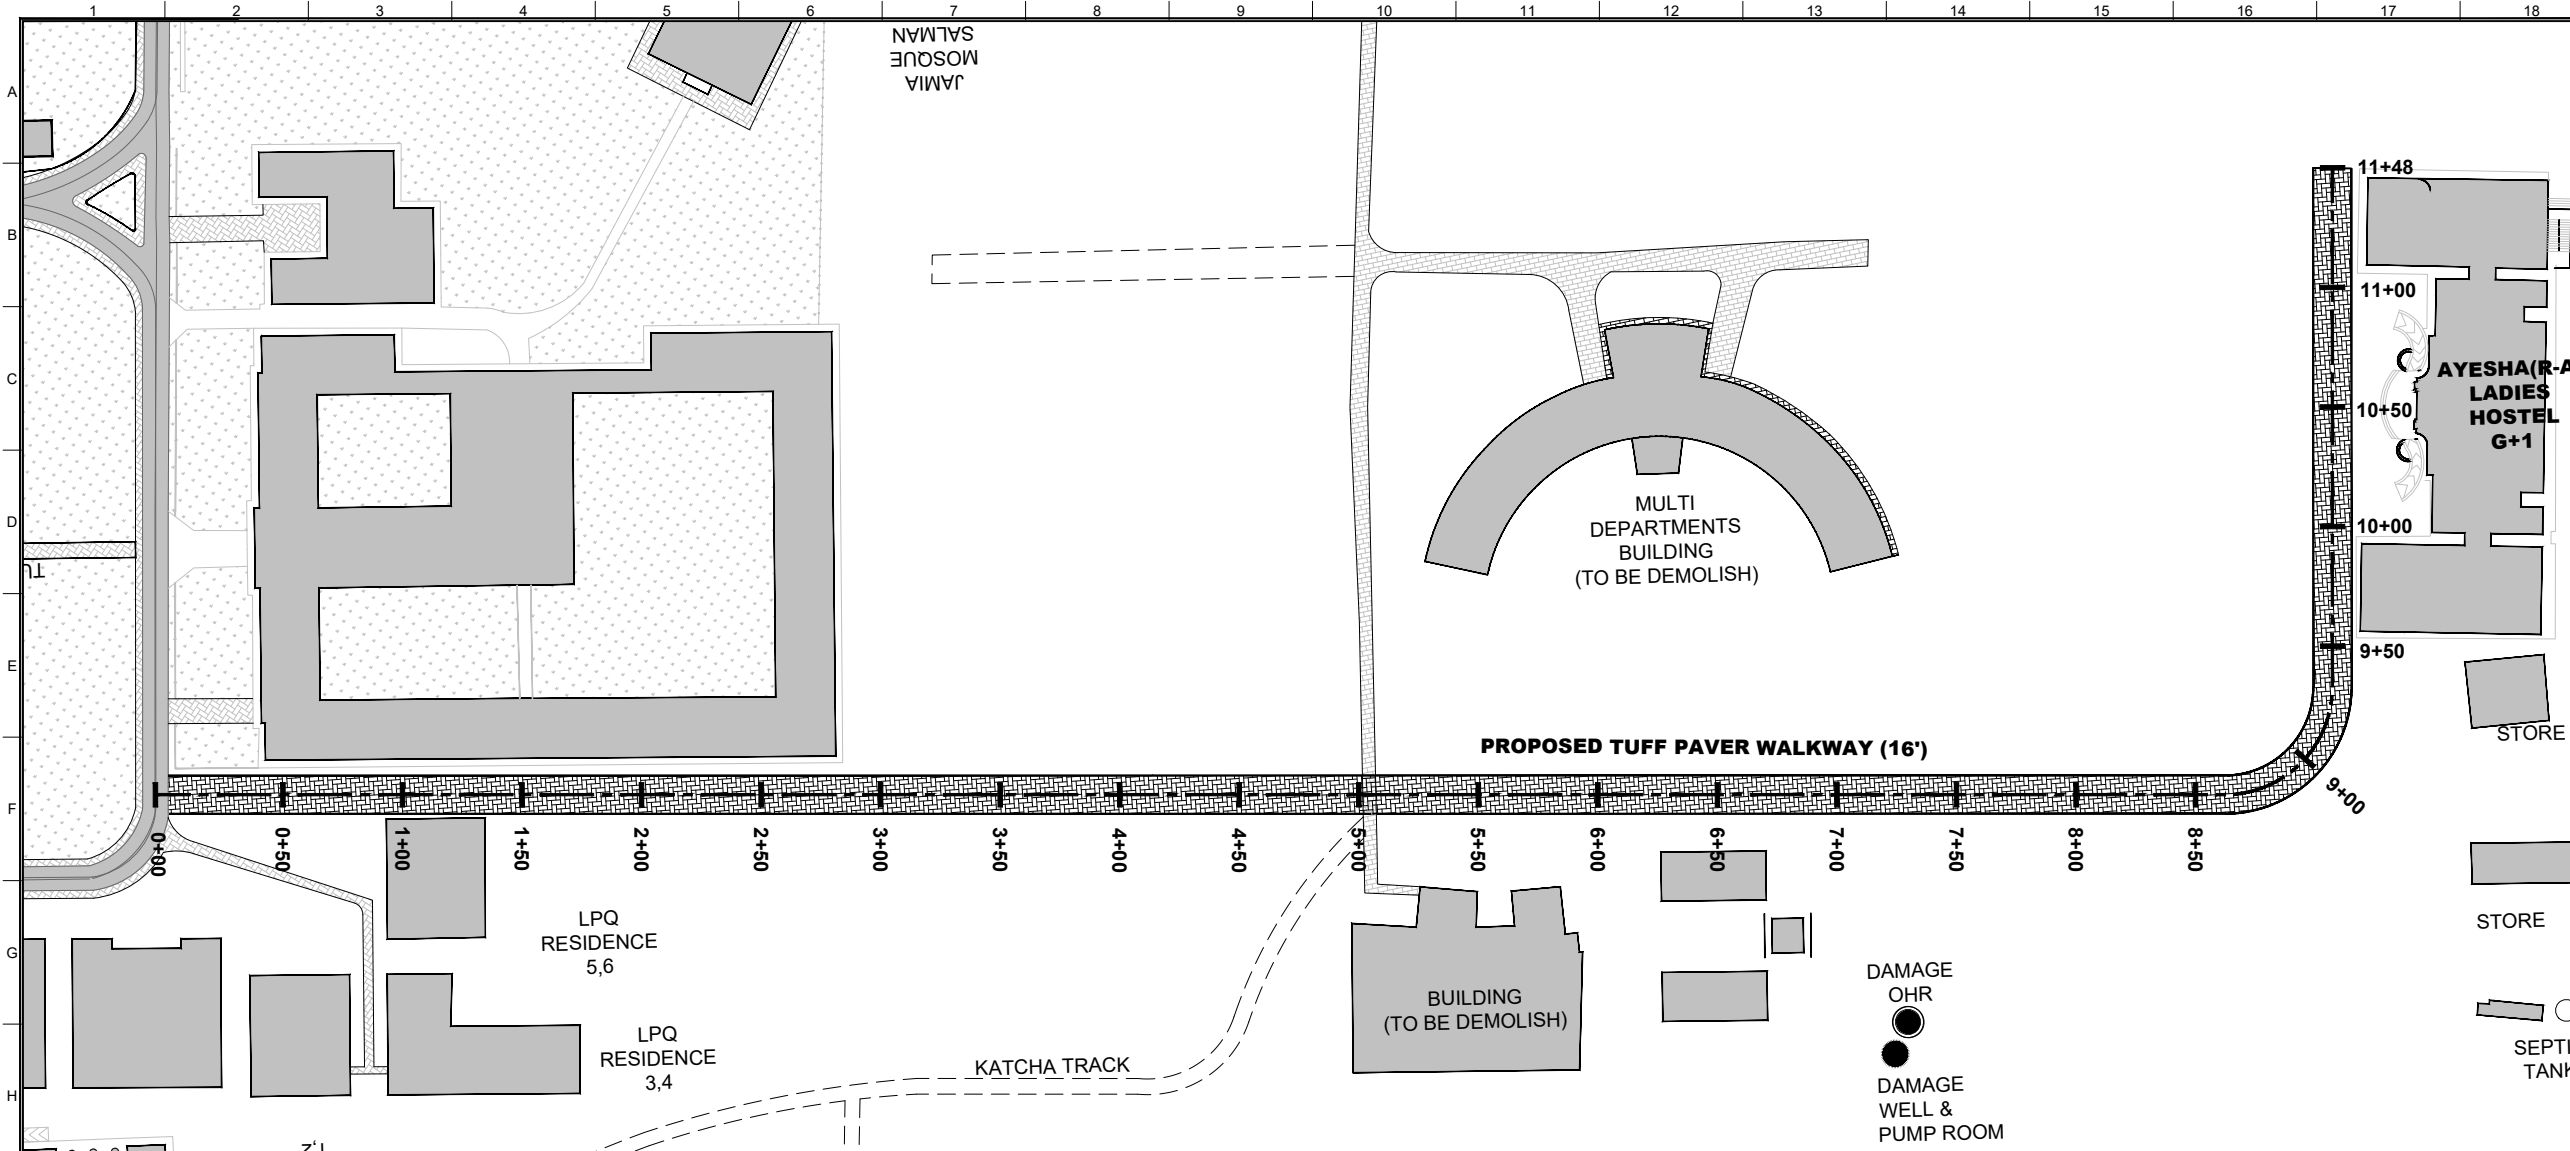 1 2 3 4 5 6 7 8 9 10 11 12 13 14 15 16 17 18
A
B
C
D
E
F
G
H
JAMIA
MOSQUE
SALMAN
11+48
11+00
10+50
10+00
9+50
9+00
AYESHA(R-A
LADIES
HOSTEL
G+1
MULTI
DEPARTMENTS
BUILDING
(TO BE DEMOLISH)
TU
STORE
PROPOSED TUFF PAVER WALKWAY (16')
0+00 0+50 1+00 1+50 2+00 2+50 3+00 3+50 4+00 4+50 5+00 5+50 6+00 6+50 7+00 7+50 8+00 8+50
LPQ
RESIDENCE
5,6
STORE
DAMAGE
OHR
BUILDING
(TO BE DEMOLISH)
LPQ
RESIDENCE
3,4
KATCHA TRACK
SEPTI
TANK
DAMAGE
WELL &
PUMP ROOM
1,2